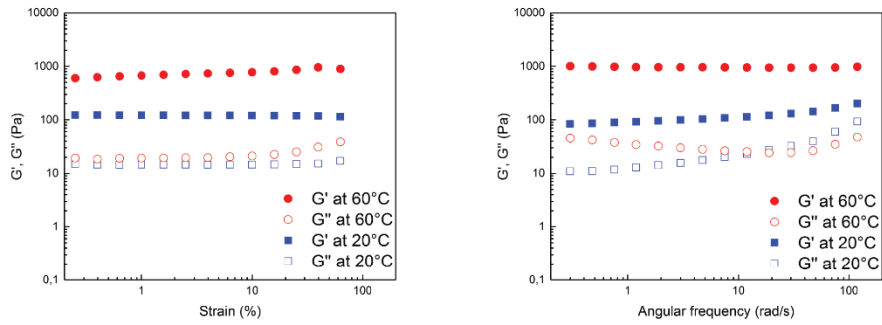 10000
1000
100
10
1
0,1
G', G'' (Pa)
1
10
100
Strain (%)
G' at 60°C
G'' at 60°C
G' at 20°C
G'' at 20°C
10000
1000
100
10
1
0,1
G', G'' (Pa)
1
10
100
Angular frequency (rad/s)
G' at 60°C
G'' at 60°C
G' at 20°C
G'' at 20°C